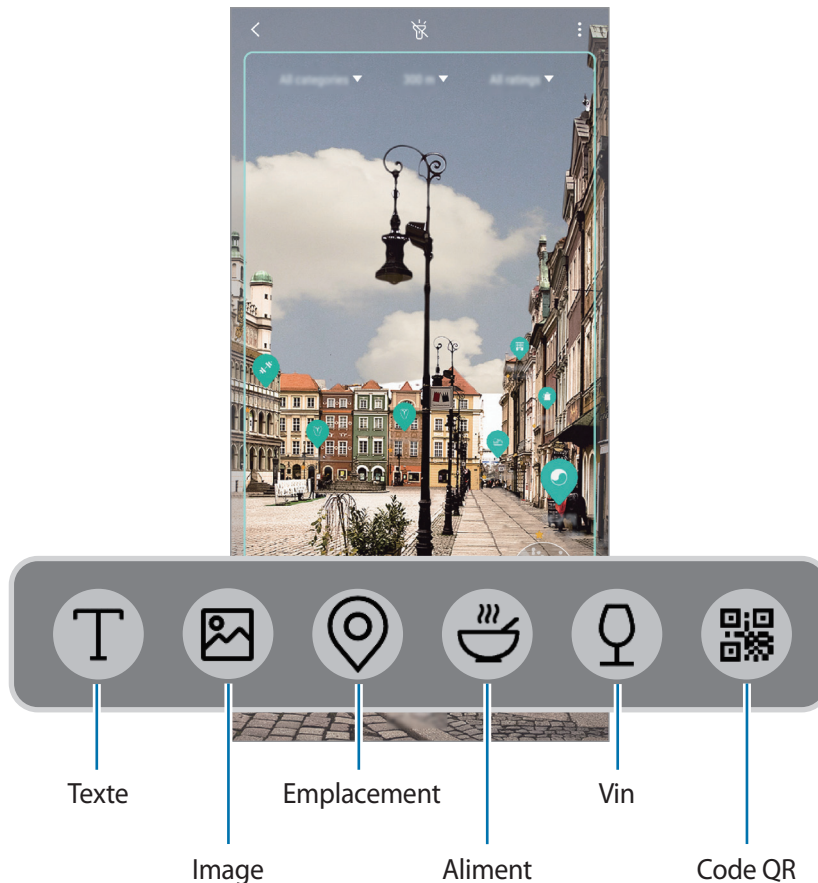 All categories
300 m
All ratings
T
Texte
Emplacement
Vin
Image
Aliment
Code QR